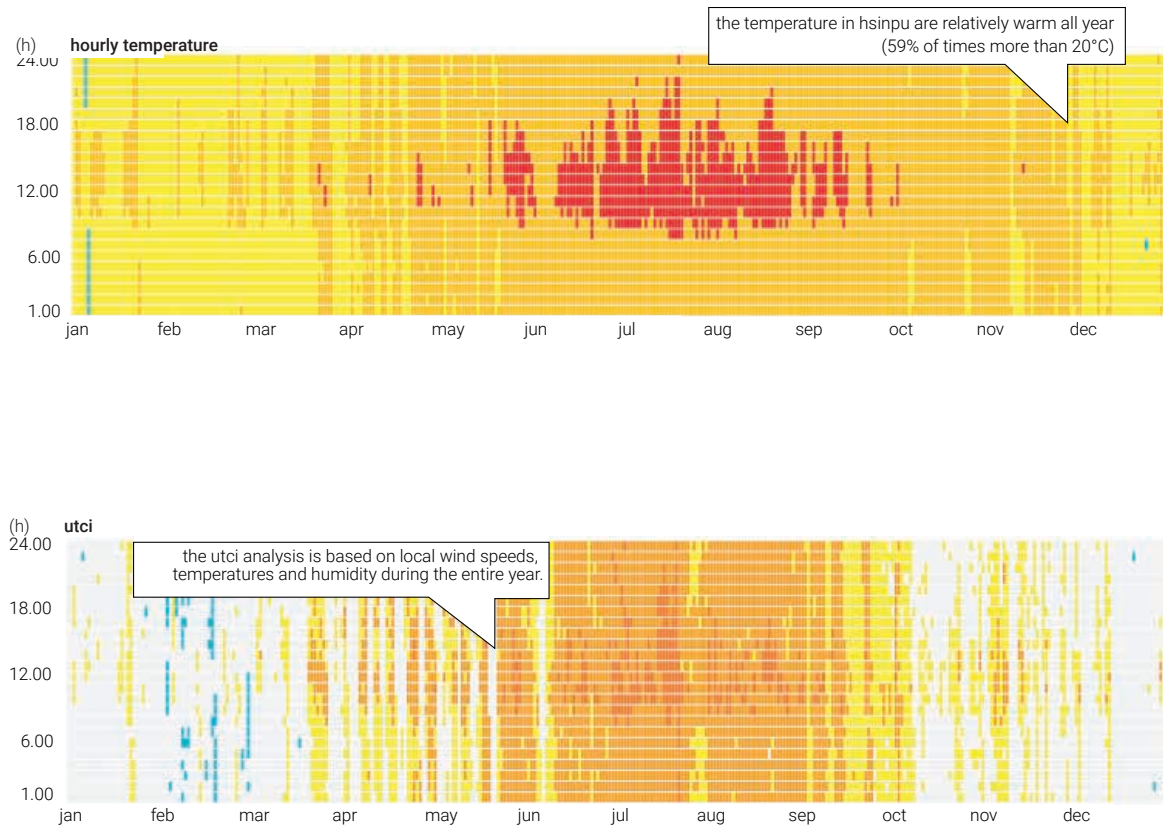 the temperature in hsinpu are relatively warm all year
(59% of times more than 20°C)
(h) hourly temperature
24.00
18.00
12.00
6.00
1.00
jan feb mar apr may jun jul aug sep oct nov dec
(h) utci
24.00
the utci analysis is based on local wind speeds,
temperatures and humidity during the entire year.
18.00
12.00
6.00
1.00
jan feb mar apr may jun jul aug sep oct nov dec